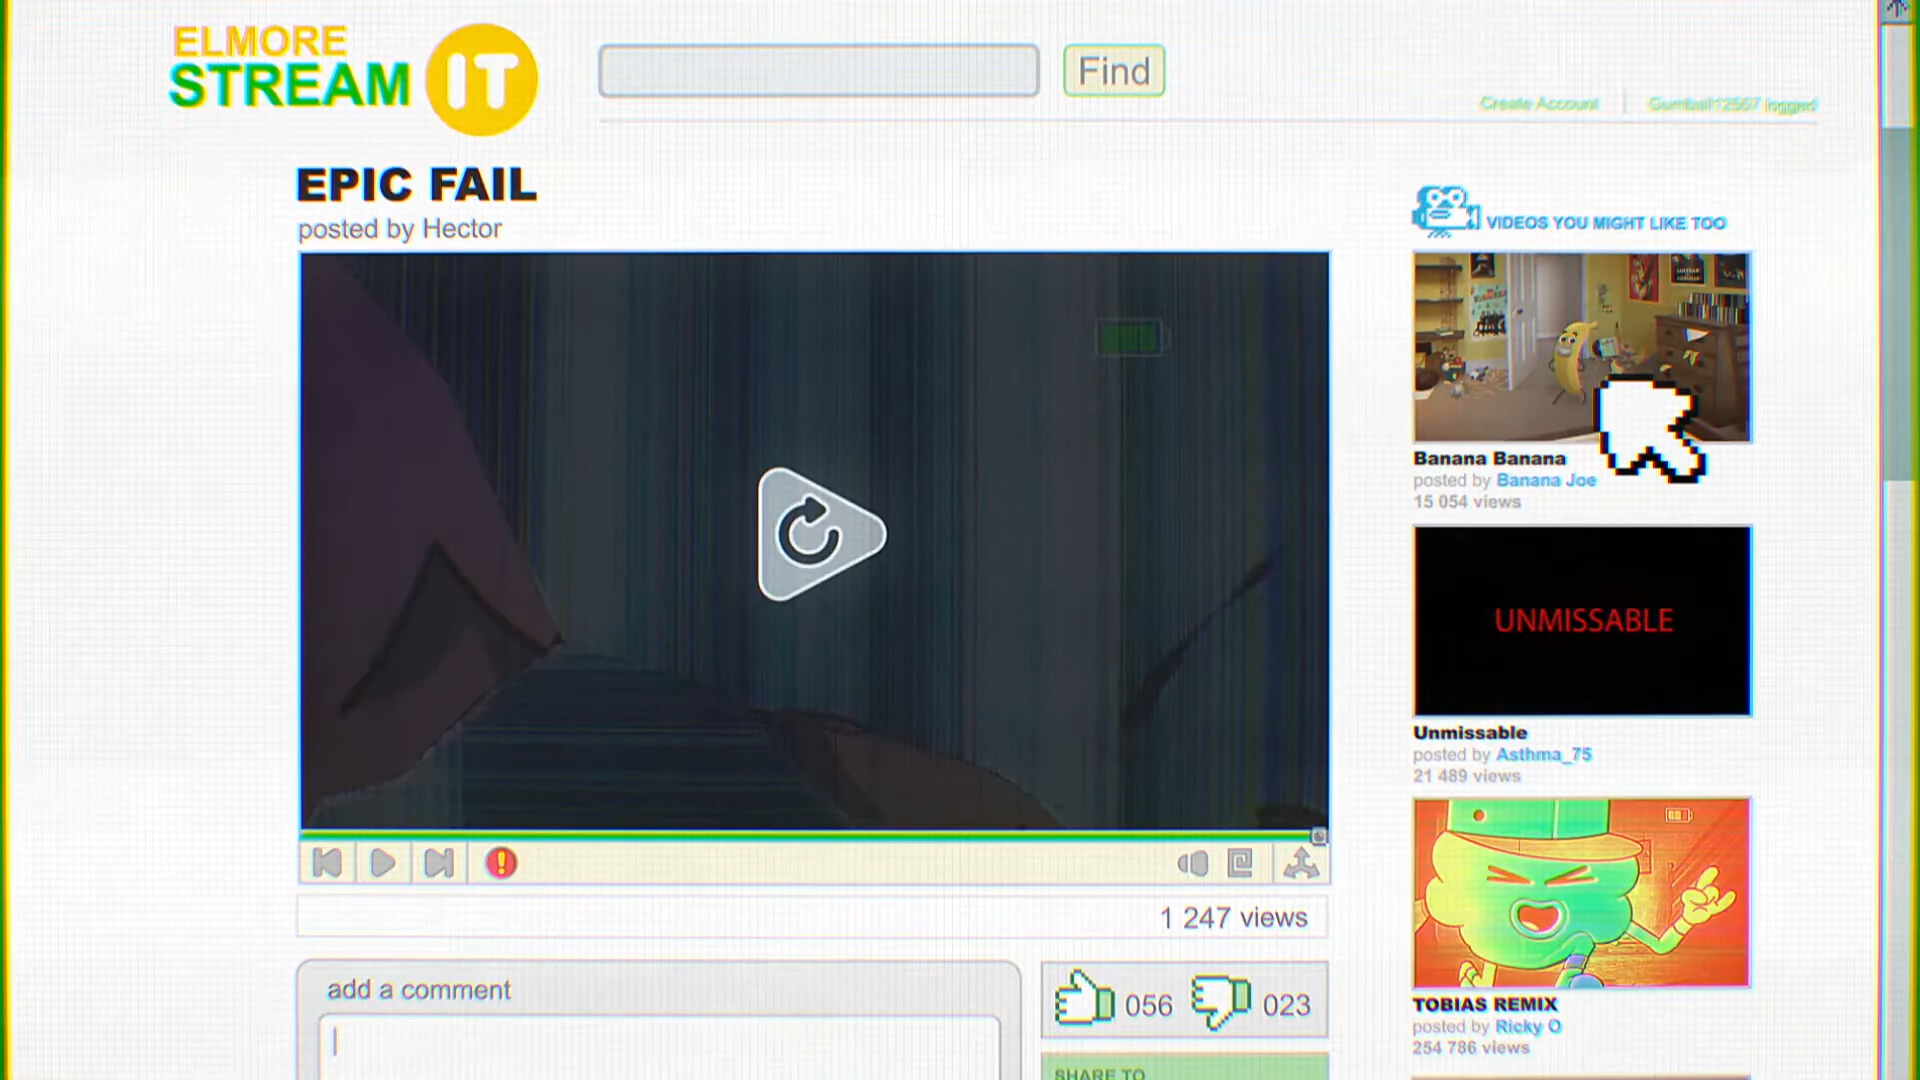 ELMORE
STREAM IT
Find
Create Account
Gumball12567 logged
EPIC FAIL
posted by Hector
VIDEOS YOU MIGHT LIKE TOO
Banana Banana
posted by Banana Joe
15 054 views
UNMISSABLE
Unmissable
posted by Asthma_75
21 489 views
TOBIAS REMIX
posted by Ricky O
254 786 views
1 247 views
add a comment
056
023
SHARE TO